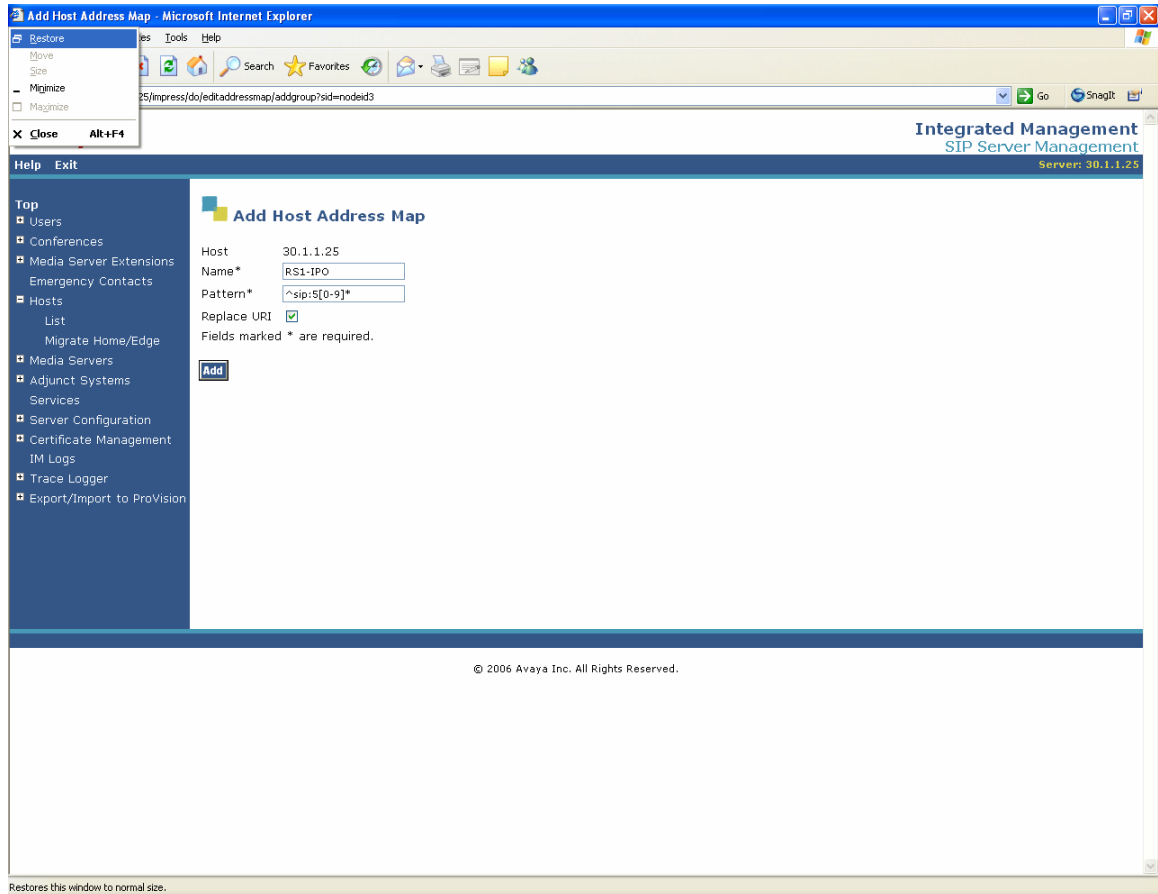 Add Host Address Map - Microsoft Internet Explorer
Restore
Move
Size
Minimize
Maximize
Close Alt+F4
es Tools Help
Search Favorites
25/impress/do/editaddressmap/addgroup?sid=nodeid3
Go SnagIt
Integrated Management
SIP Server Management
Help Exit
Server: 30.1.1.25
Top
Users
Conferences
Media Server Extensions
Emergency Contacts
Hosts
List
Migrate Home/Edge
Media Servers
Adjunct Systems
Services
Server Configuration
Certificate Management
IM Logs
Trace Logger
Export/Import to ProVision
Add Host Address Map
Host 30.1.1.25
Name* RS1-IPO
Pattern* ^sip:5[0-9]*
Replace URI
Fields marked * are required.
Add
© 2006 Avaya Inc. All Rights Reserved.
Restores this window to normal size.